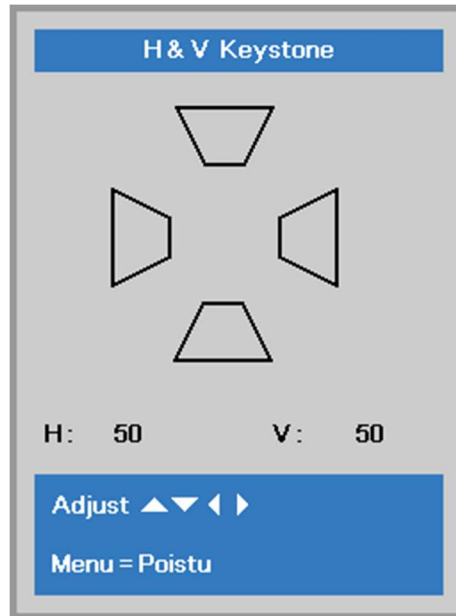 H & V Keystone
H : 50 V : 50
Adjust
Menu = Poistu